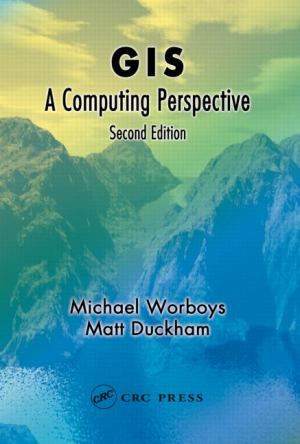 GIS
A Computing Perspective
Second Edition
Michael Worboys
Matt Duckham
CRC CRC PRESS